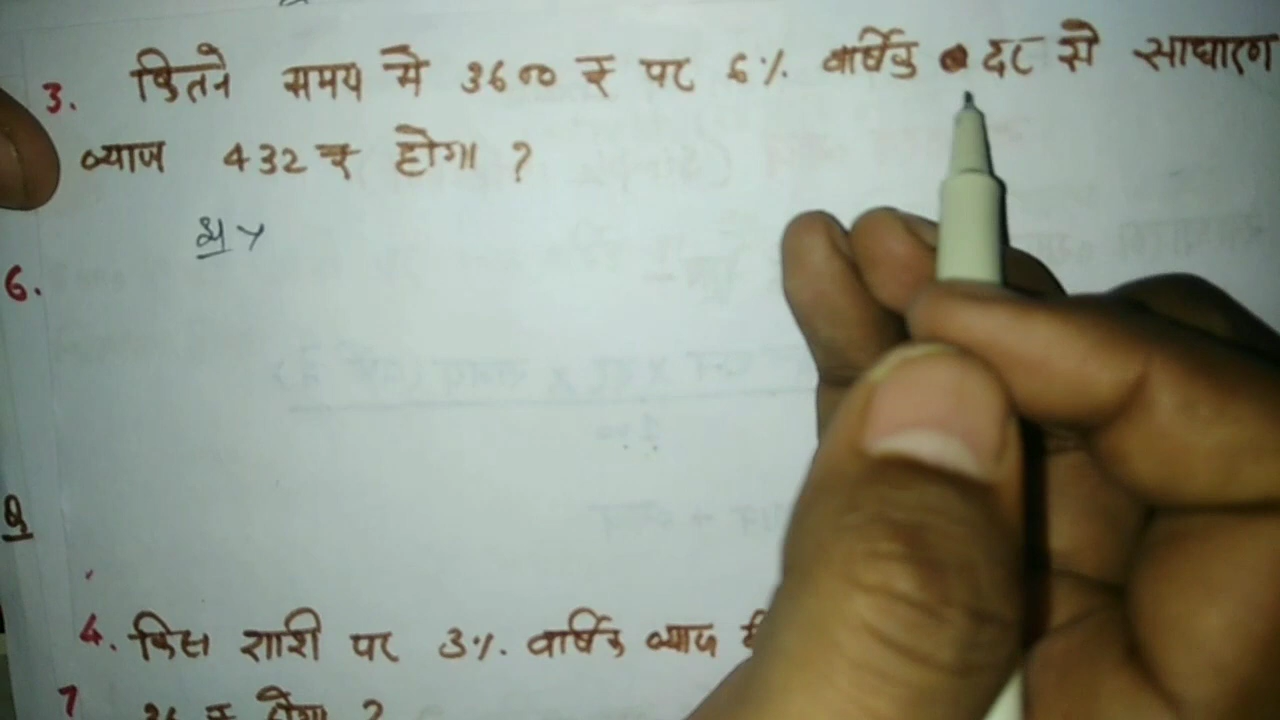 3. कितने समय मे 3600 ₹ पर 6% वार्षिक दर से साधारण
ब्याज 432 ₹ होगा ?
6.
Q
4. किस राशि पर 3% वार्षिक ब्याज
7 ₹ होगा ?